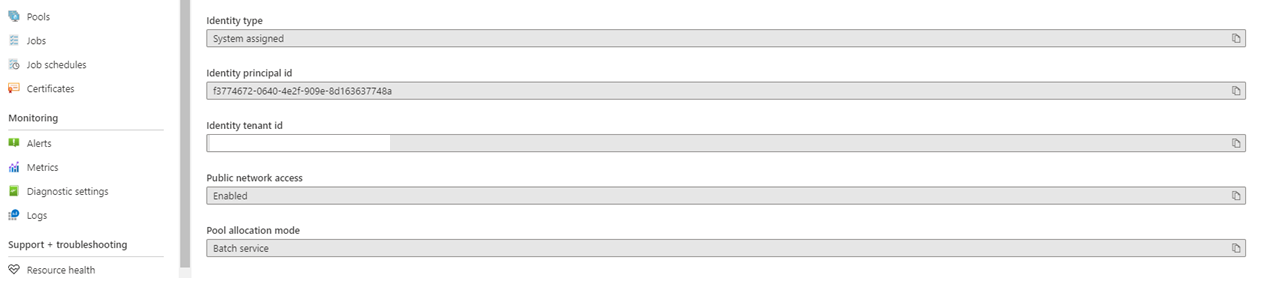 Pools
Jobs
Job schedules
Certificates
Monitoring
Alerts
Metrics
Diagnostic settings
Logs
Support + troubleshooting
Resource health
Identity type
System assigned
Identity principal id
f3774672-0640-4e2f-909e-8d163637748a
Identity tenant id
Public network access
Enabled
Pool allocation mode
Batch service